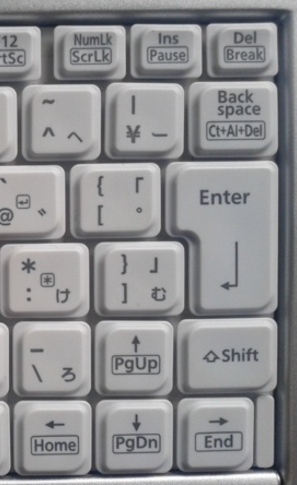 12 NumLk Ins Del
tSc ScrLk Pause Break
~ | Back
space
^ へ ¥ ー Ct+Al+Del
` { 「 Enter
@ ゛ [ ゜
* } 」
: け ] む
_ ↑ ⇧Shift
\ ろ PgUp
← ↓ →
Home PgDn End